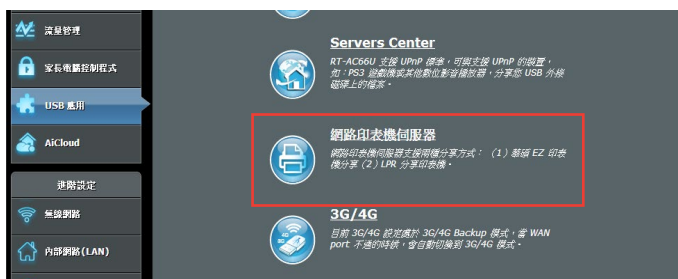 流量管理
家長電腦控制程式
USB 應用
AiCloud
進階設定
無線網路
內部網路(LAN)
Servers Center
RT-AC66U 支援 UPnP 標準，可與支援 UPnP 的裝置，
如：PS3 遊戲機或其他數位影音播放器，分享您 USB 外接
磁碟上的檔案。
網路印表機伺服器
網路印表機伺服器支援兩種分享方式： （1）華碩 EZ 印表
機分享（2）LPR 分享印表機。
3G/4G
目前 3G/4G 設定處於 3G/4G Backup 模式，當 WAN
port 不通的時候，會自動切換到 3G/4G 模式。